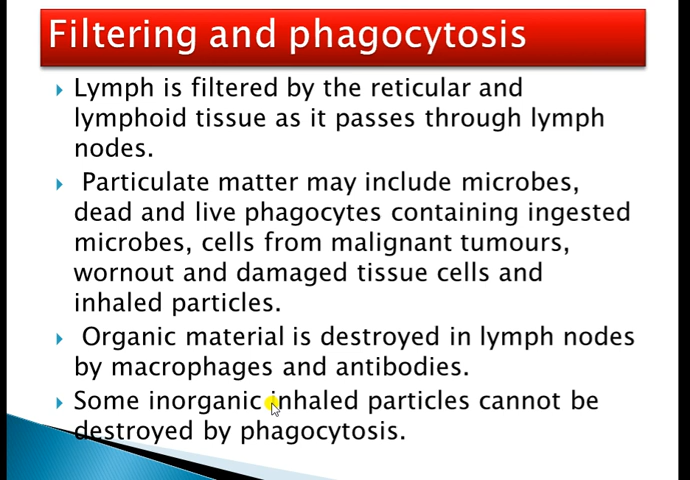 Filtering and phagocytosis
Lymph is filtered by the reticular and
lymphoid tissue as it passes through lymph
nodes.
Particulate matter may include microbes,
dead and live phagocytes containing ingested
microbes, cells from malignant tumours,
wornout and damaged tissue cells and
inhaled particles.
Organic material is destroyed in lymph nodes
by macrophages and antibodies.
Some inorganic inhaled particles cannot be
destroyed by phagocytosis.